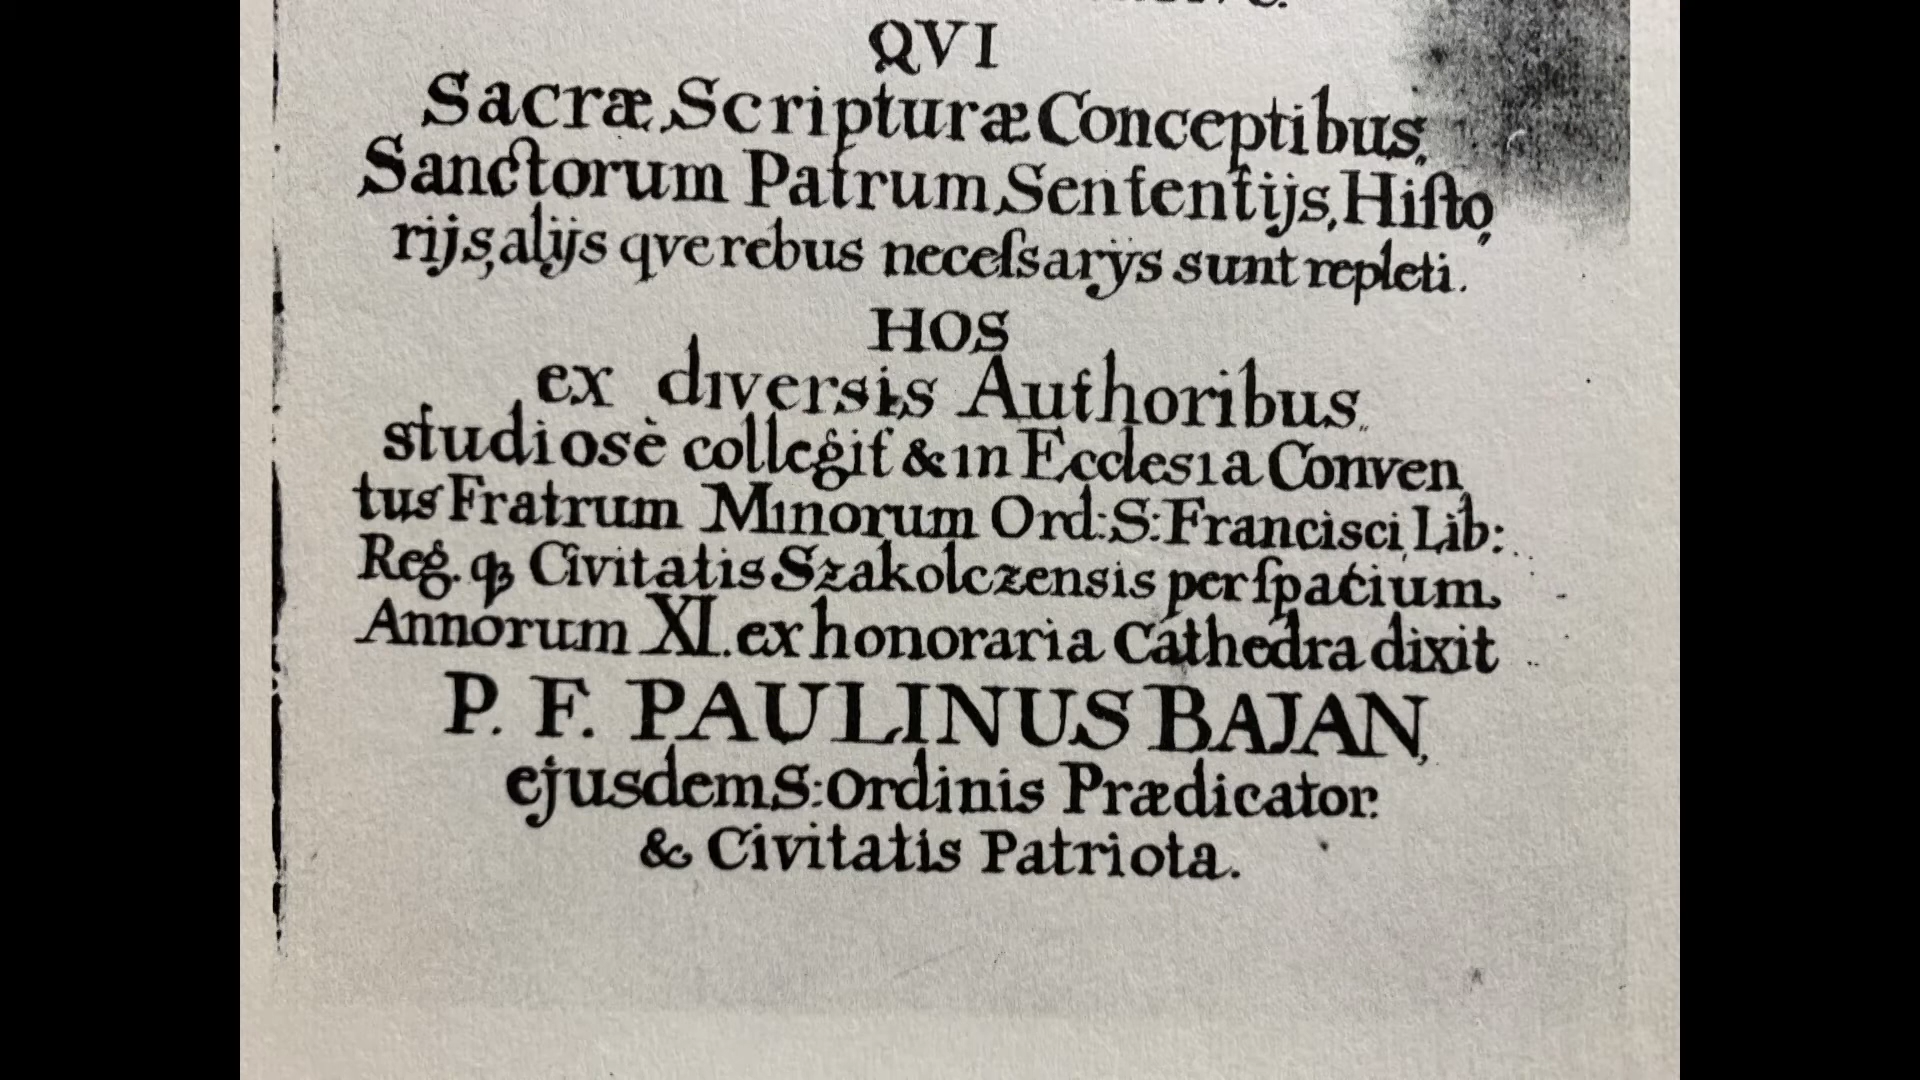 QVI
Sacræ Scripturæ Conceptibus,
Sanctorum Patrum Sententijs, Hiſto,
rijs, alijs qve rebus neceſsarÿs sunt repleti.
HOS
ex diversis Authoribus,
studiosè collegit & in Ecclesia Conven,
tus Fratrum Minorum Ord: S: Francisci Lib:
Reg. qꝫ Civitatis Szakolczensis per ſpatium
Annorum XI. ex honoraria Cathedra dixit
P. F. PAULINUS BAJAN,
ejusdem S: Ordinis Prædicator.
& Civitatis Patriota.